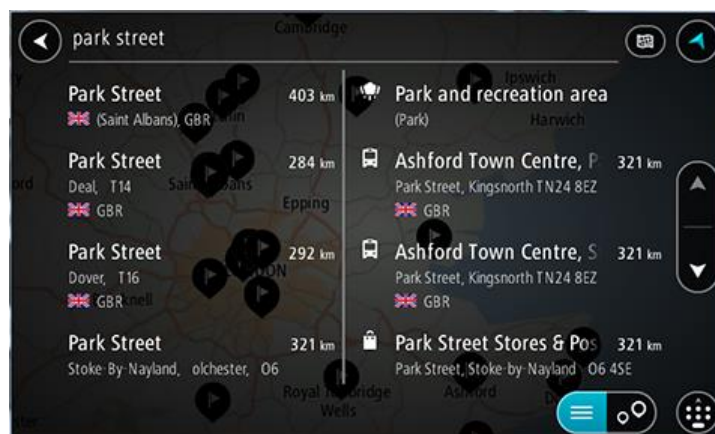 park street
Park Street 403 km
(Saint Albans), GBR
Park Street 284 km
Deal, T14
GBR
Park Street 292 km
Dover, T16
GBR
Park Street 321 km
Stoke-By-Nayland, olchester, O6
Park and recreation area
(Park)
Ashford Town Centre, P 321 km
Park Street, Kingsnorth TN24 8EZ
GBR
Ashford Town Centre, S 321 km
Park Street, Kingsnorth TN24 8EZ
GBR
Park Street Stores & Pos 321 km
Park Street, Stoke-by-Nayland O6 4SE
Cambridge
Ipswich
Harwich
Epping
Ashford
Wells